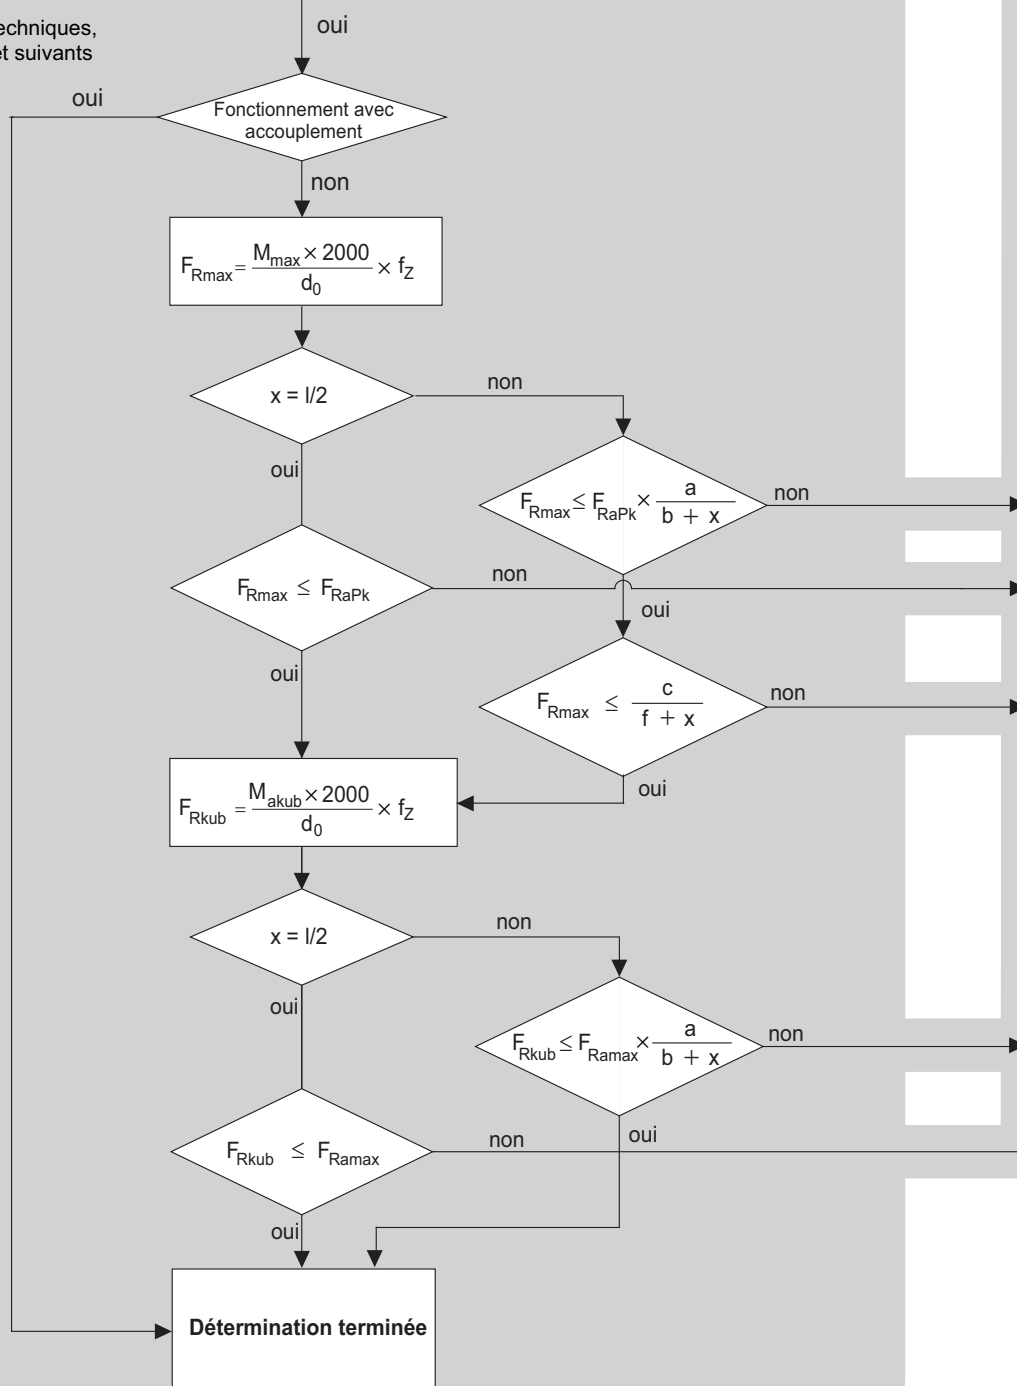 echniques,
et suivants
oui
oui
Fonctionnement avec
accouplement
non
F_Rmax = (M_max × 2000) / d_0 × f_Z
x = l/2
non
oui
F_Rmax ≤ F_RaPk × a / (b + x)
non
F_Rmax ≤ F_RaPk
non
oui
oui
F_Rmax ≤ c / (f + x)
non
oui
F_Rkub = (M_akub × 2000) / d_0 × f_Z
x = l/2
non
oui
F_Rkub ≤ F_Ramax × a / (b + x)
non
oui
F_Rkub ≤ F_Ramax
non
oui
Détermination terminée